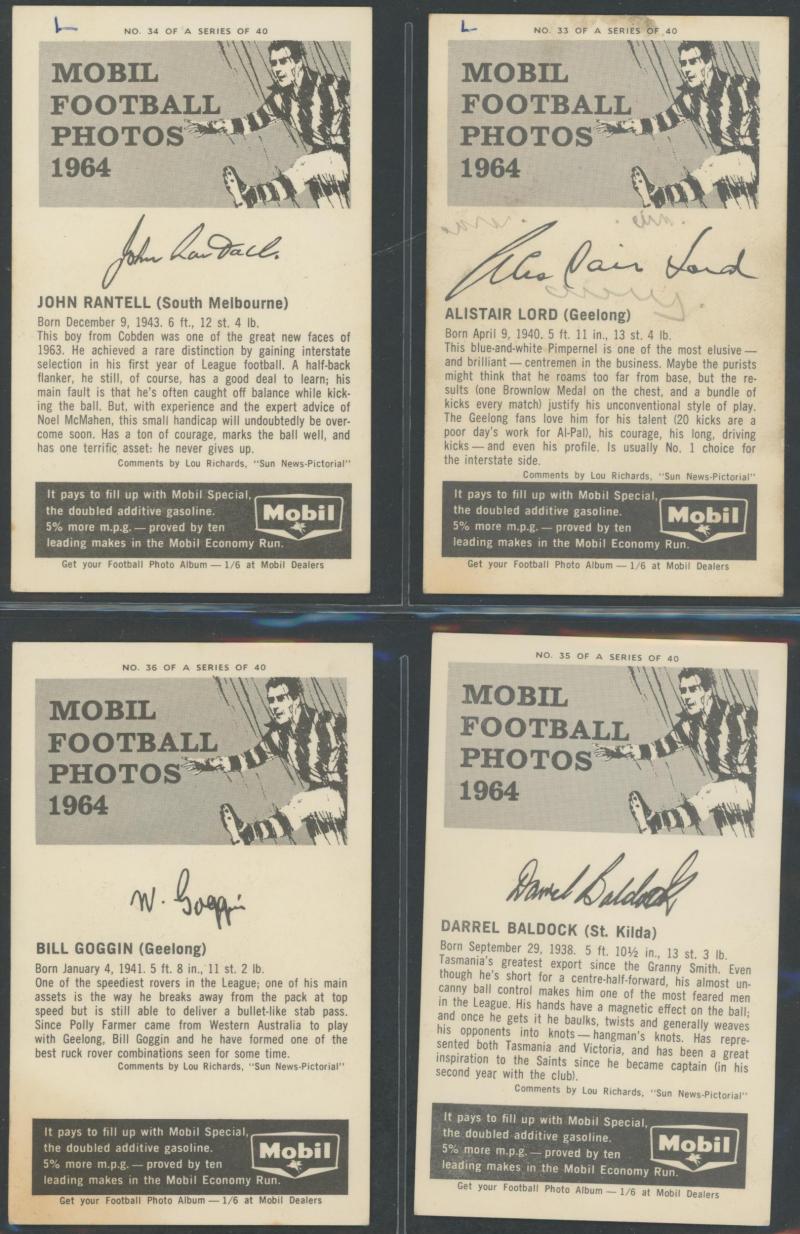 L
NO. 34 OF A SERIES OF 40
MOBIL
FOOTBALL
PHOTOS
1964
John Rantall
JOHN RANTELL (South Melbourne)
Born December 9, 1943. 6 ft., 12 st. 4 lb.
This boy from Cobden was one of the great new faces of
1963. He achieved a rare distinction by gaining interstate
selection in his first year of League football. A half-back
flanker, he still, of course, has a good deal to learn; his
main fault is that he's often caught off balance while kick-
ing the ball. But, with experience and the expert advice of
Noel McMahen, this small handicap will undoubtedly be over-
come soon. Has a ton of courage, marks the ball well, and
has one terrific asset: he never gives up.
Comments by Lou Richards, "Sun News-Pictorial"
It pays to fill up with Mobil Special,
the doubled additive gasoline.
5% more m.p.g. — proved by ten
leading makes in the Mobil Economy Run.
Mobil
Get your Football Photo Album — 1/6 at Mobil Dealers
L
NO. 33 OF A SERIES OF 40
MOBIL
FOOTBALL
PHOTOS
1964
Alistair Lord
ALISTAIR LORD (Geelong)
Born April 9, 1940. 5 ft. 11 in., 13 st. 4 lb.
This blue-and-white Pimpernel is one of the most elusive —
and brilliant — centremen in the business. Maybe the purists
might think that he roams too far from base, but the re-
sults (one Brownlow Medal on the chest, and a bundle of
kicks every match) justify his unconventional style of play.
The Geelong fans love him for his talent (20 kicks are a
poor day's work for Al-Pal), his courage, his long, driving
kicks — and even his profile. Is usually No. 1 choice for
the interstate side.
Comments by Lou Richards, "Sun News-Pictorial"
It pays to fill up with Mobil Special,
the doubled additive gasoline.
5% more m.p.g. — proved by ten
leading makes in the Mobil Economy Run.
Mobil
Get your Football Photo Album — 1/6 at Mobil Dealers
NO. 36 OF A SERIES OF 40
MOBIL
FOOTBALL
PHOTOS
1964
W. Goggin
BILL GOGGIN (Geelong)
Born January 4, 1941. 5 ft. 8 in., 11 st. 2 lb.
One of the speediest rovers in the League; one of his main
assets is the way he breaks away from the pack at top
speed but is still able to deliver a bullet-like stab pass.
Since Polly Farmer came from Western Australia to play
with Geelong, Bill Goggin and he have formed one of the
best ruck rover combinations seen for some time.
Comments by Lou Richards, "Sun News-Pictorial"
It pays to fill up with Mobil Special,
the doubled additive gasoline.
5% more m.p.g. — proved by ten
leading makes in the Mobil Economy Run.
Mobil
Get your Football Photo Album — 1/6 at Mobil Dealers
NO. 35 OF A SERIES OF 40
MOBIL
FOOTBALL
PHOTOS
1964
Darrel Baldock
DARREL BALDOCK (St. Kilda)
Born September 29, 1938. 5 ft. 10½ in., 13 st. 3 lb.
Tasmania's greatest export since the Granny Smith. Even
though he's short for a centre-half-forward, his almost un-
canny ball control makes him one of the most feared men
in the League. His hands have a magnetic effect on the ball;
and once he gets it he baulks, twists and generally weaves
his opponents into knots — hangman's knots. Has repre-
sented both Tasmania and Victoria, and has been a great
inspiration to the Saints since he became captain (in his
second year with the club).
Comments by Lou Richards, "Sun News-Pictorial"
It pays to fill up with Mobil Special,
the doubled additive gasoline.
5% more m.p.g. — proved by ten
leading makes in the Mobil Economy Run.
Mobil
Get your Football Photo Album — 1/6 at Mobil Dealers